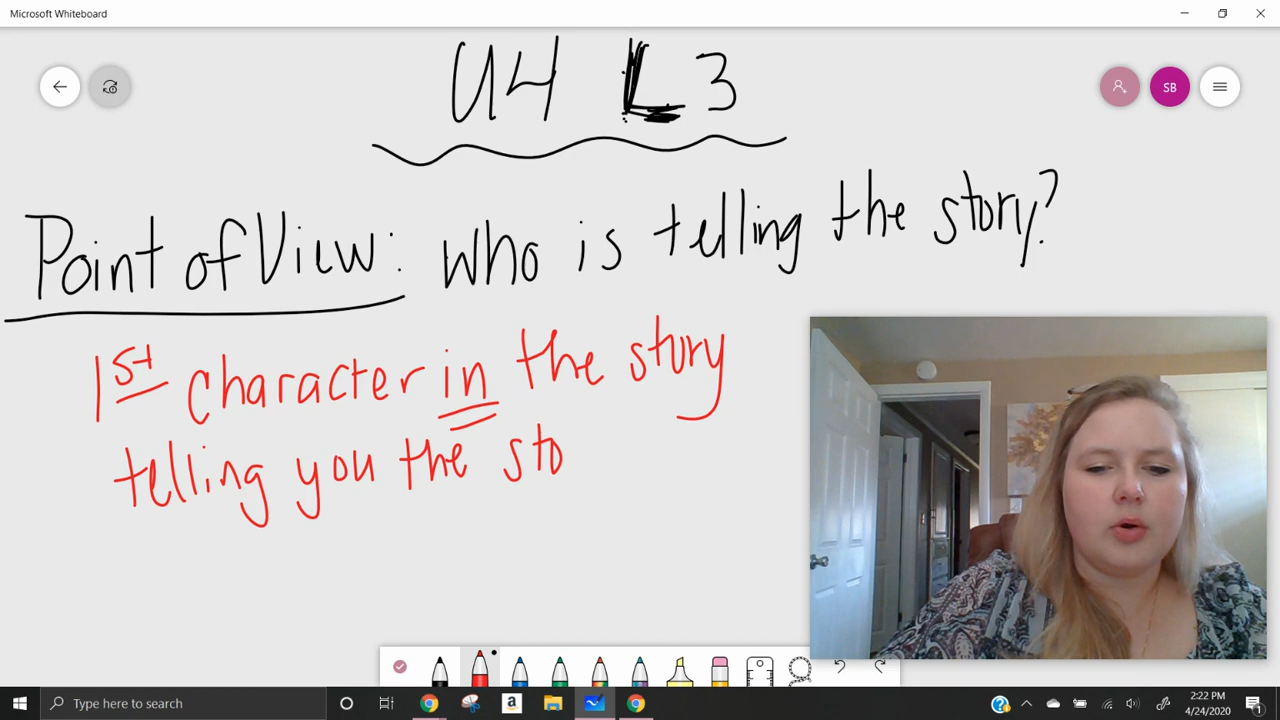 Microsoft Whiteboard
U4 L3
SB
Point of View: who is telling the story?
1st character in the story
telling you the sto
Type here to search
2:22 PM
4/24/2020